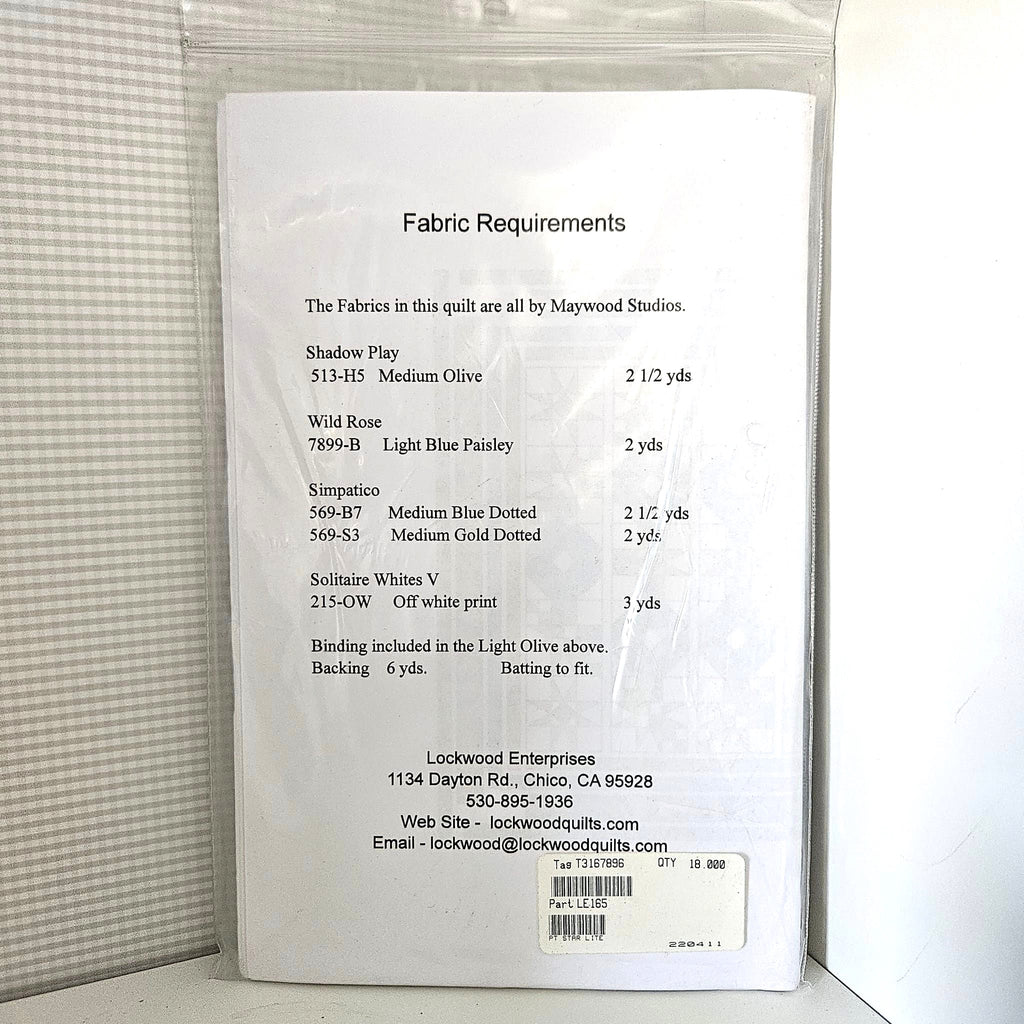 Fabric Requirements
The Fabrics in this quilt are all by Maywood Studios.
Shadow Play
513-H5 Medium Olive 2 1/2 yds
Wild Rose
7899-B Light Blue Paisley 2 yds
Simpatico
569-B7 Medium Blue Dotted 2 1/2 yds
569-S3 Medium Gold Dotted 2 yds.
Solitaire Whites V
215-OW Off white print 3 yds
Binding included in the Light Olive above.
Backing 6 yds. Batting to fit.
Lockwood Enterprises
1134 Dayton Rd., Chico, CA 95928
530-895-1936
Web Site - lockwoodquilts.com
Email - lockwood@lockwoodquilts.com
Tag T3167896 QTY 18.000
Part LE165
PT STAR LITE
220411